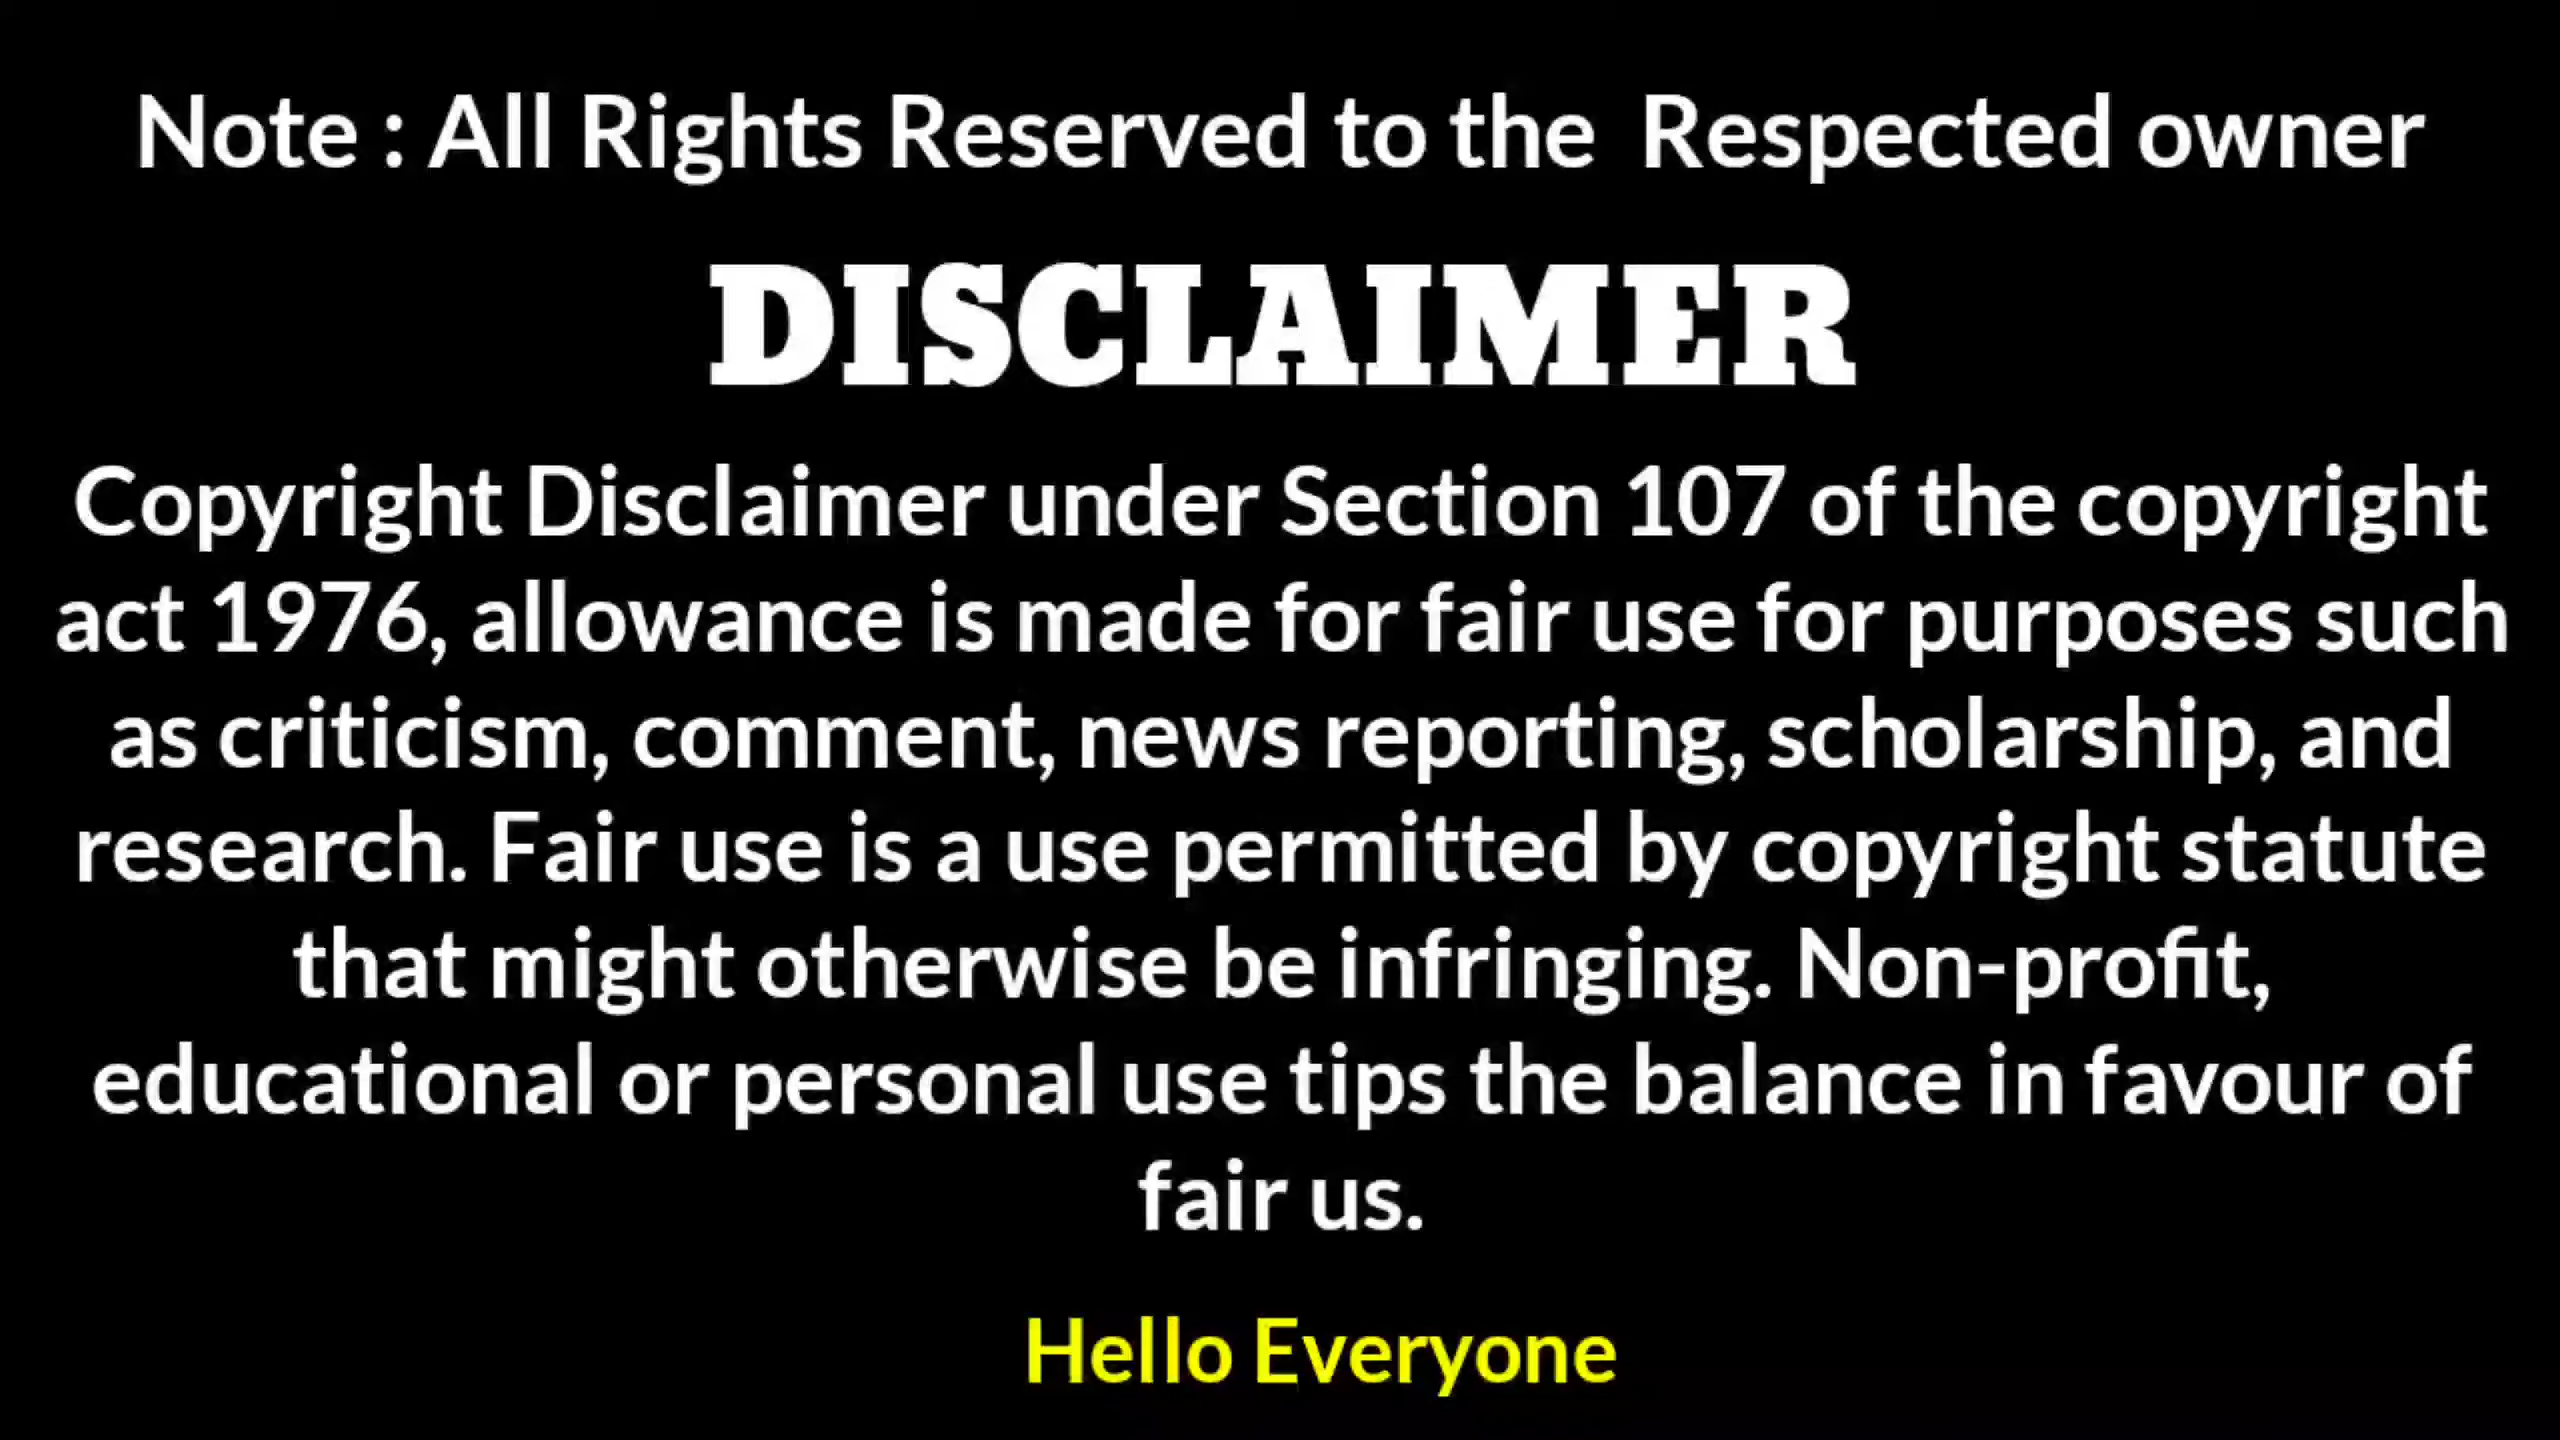 Note : All Rights Reserved to the  Respected owner
DISCLAIMER
Copyright Disclaimer under Section 107 of the copyright
act 1976, allowance is made for fair use for purposes such
as criticism, comment, news reporting, scholarship, and
research. Fair use is a use permitted by copyright statute
that might otherwise be infringing. Non-profit,
educational or personal use tips the balance in favour of
fair us.
Hello Everyone